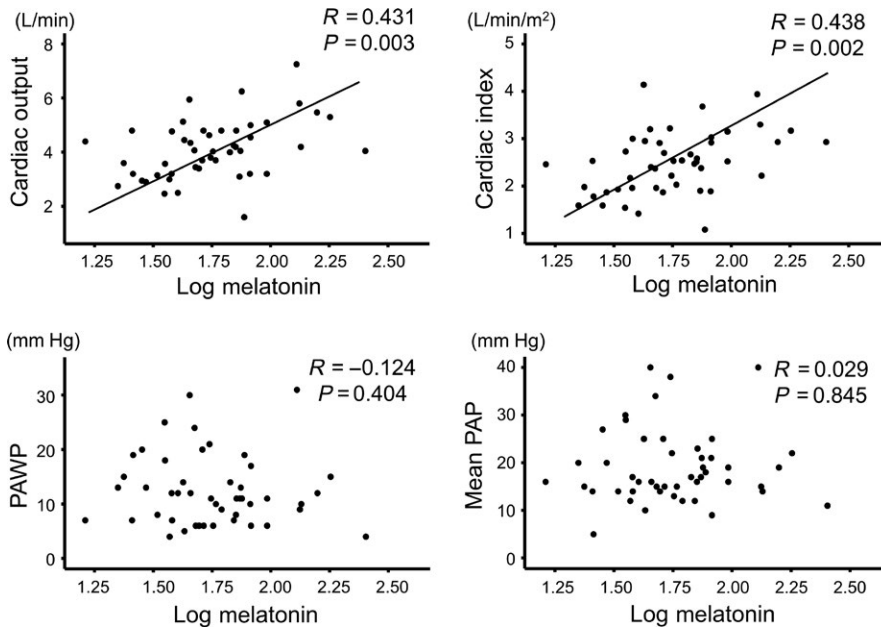 (L/min)
R = 0.431
P = 0.003
Cardiac output
8
6
4
2
1.25 1.50 1.75 2.00 2.25 2.50
Log melatonin
(L/min/m²)
R = 0.438
P = 0.002
Cardiac index
5
4
3
2
1
1.25 1.50 1.75 2.00 2.25 2.50
Log melatonin
(mm Hg)
R = −0.124
P = 0.404
PAWP
30
20
10
0
1.25 1.50 1.75 2.00 2.25 2.50
Log melatonin
(mm Hg)
R = 0.029
P = 0.845
Mean PAP
40
30
20
10
0
1.25 1.50 1.75 2.00 2.25 2.50
Log melatonin